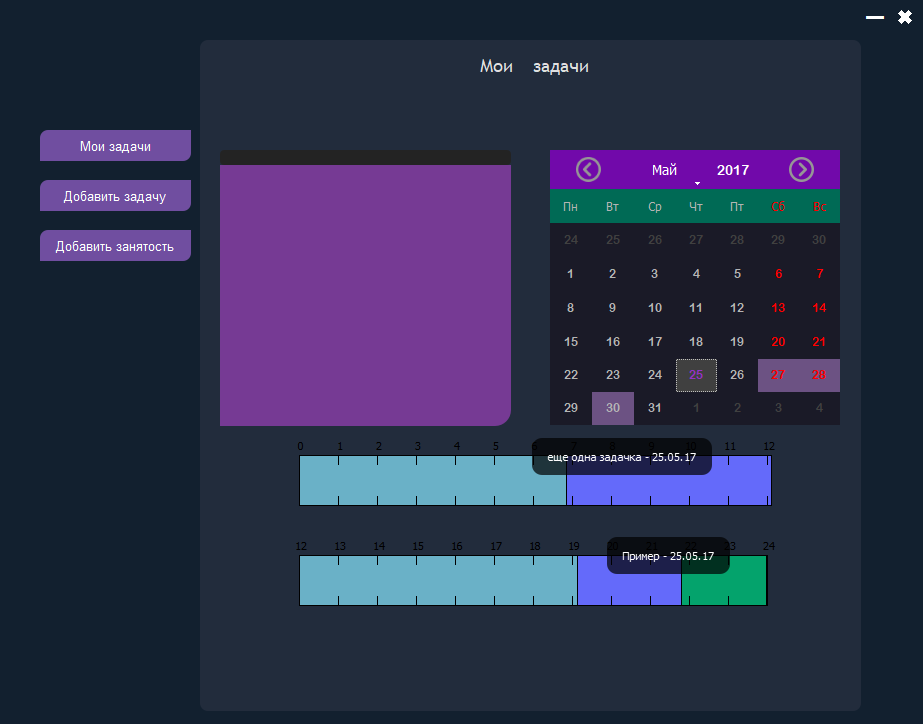 Мои задачи
Мои задачи
Добавить задачу
Добавить занятость
Май 2017
Пн Вт Ср Чт Пт Сб Вс
24 25 26 27 28 29 30
1 2 3 4 5 6 7
8 9 10 11 12 13 14
15 16 17 18 19 20 21
22 23 24 25 26 27 28
29 30 31 1 2 3 4
0 1 2 3 4 5 6 7 8 9 10 11 12
еще одна задачка - 25.05.17
12 13 14 15 16 17 18 19 20 21 22 23 24
Пример - 25.05.17